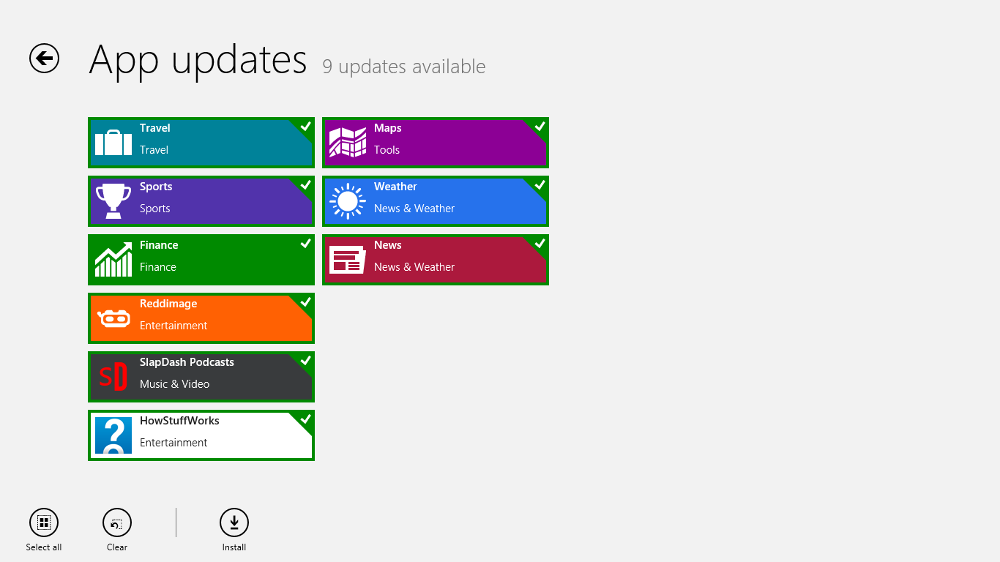 App updates 9 updates available
Travel
Travel
Sports
Sports
Finance
Finance
Reddimage
Entertainment
sD
SlapDash Podcasts
Music & Video
?
HowStuffWorks
Entertainment
Maps
Tools
Weather
News & Weather
News
News & Weather
Select all
Clear
Install